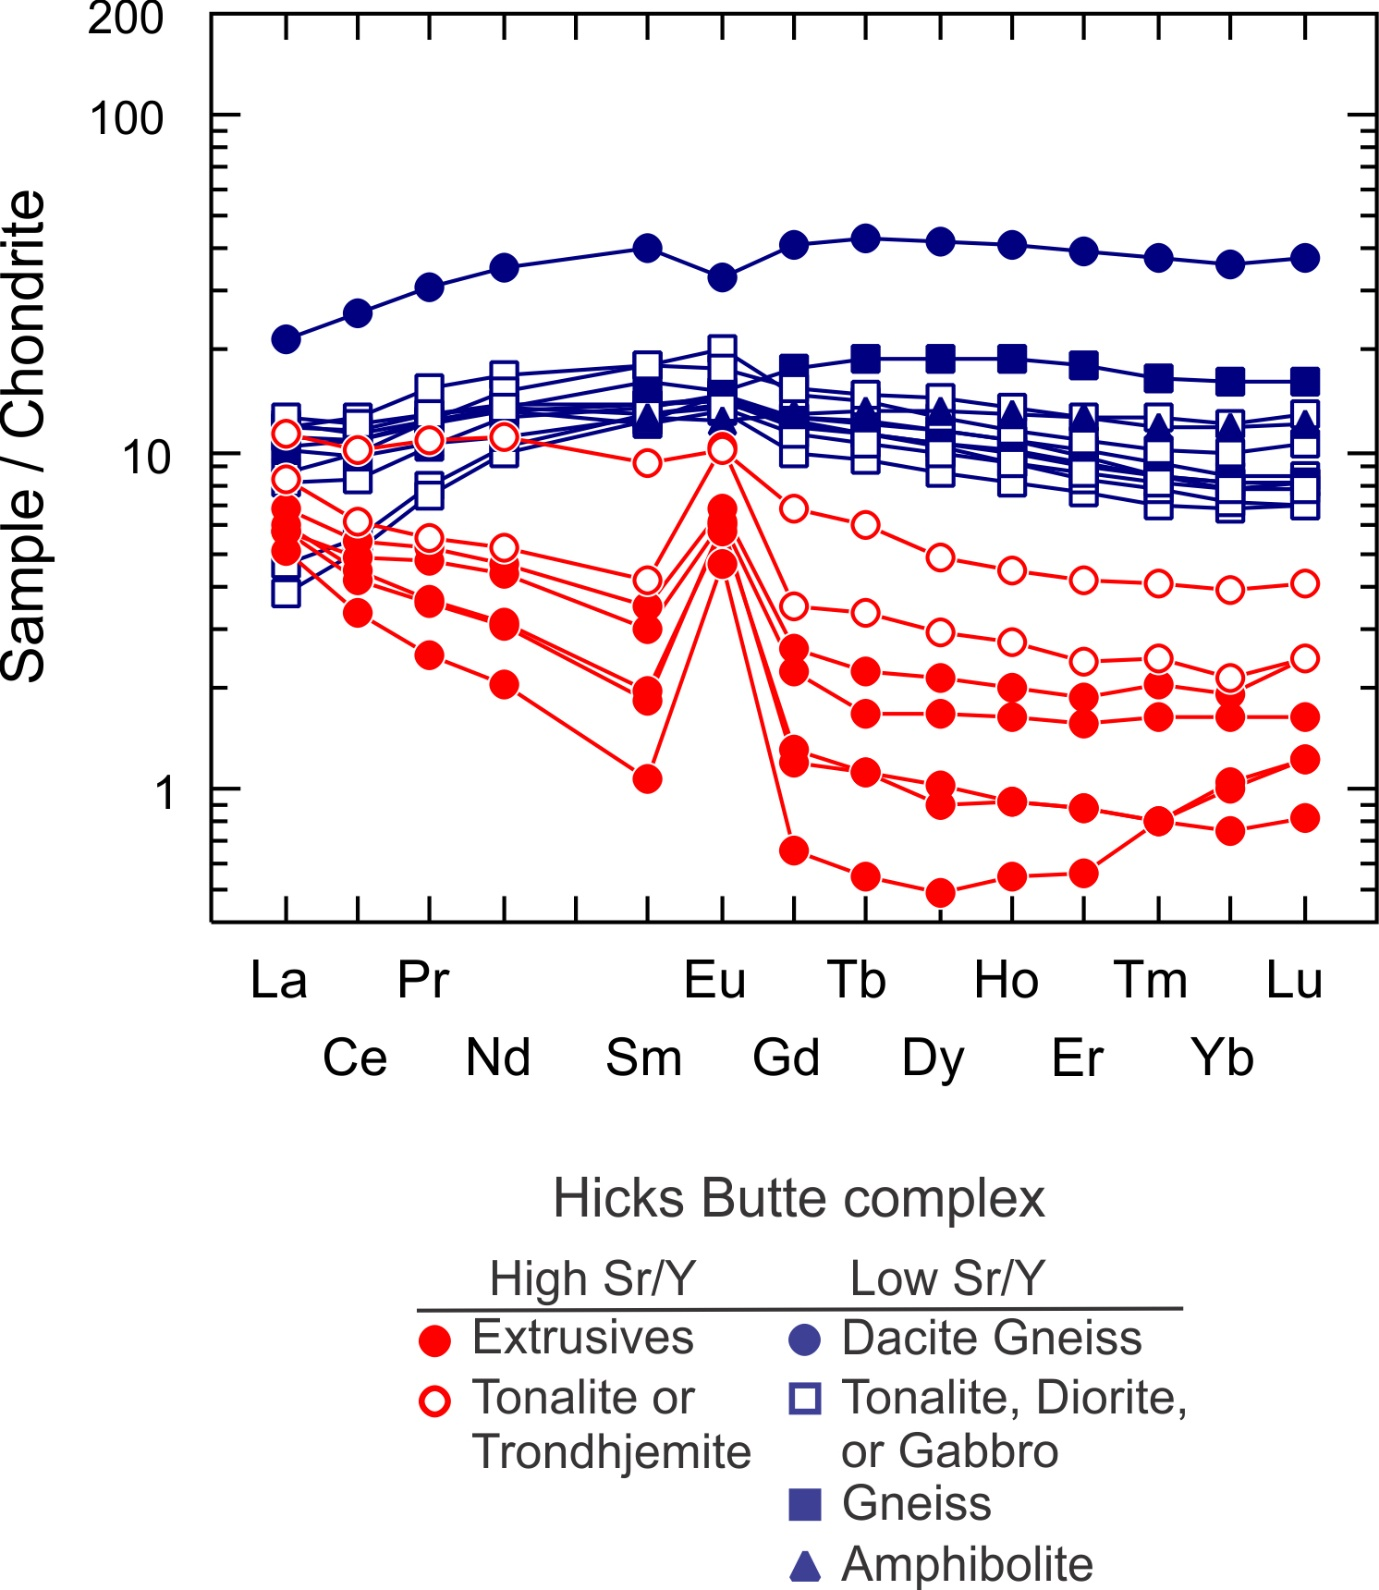 200
100
10
1
Sample / Chondrite
La Pr Eu Tb Ho Tm Lu
Ce Nd Sm Gd Dy Er Yb
Hicks Butte complex
High Sr/Y Low Sr/Y
Extrusives Dacite Gneiss
Tonalite or Tonalite, Diorite,
Trondhjemite or Gabbro
Gneiss
Amphibolite